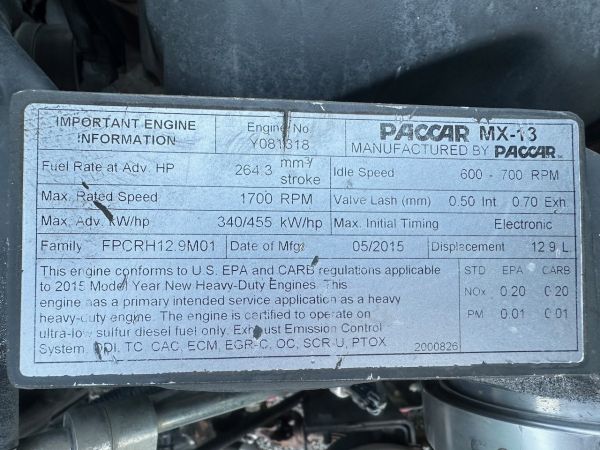 IMPORTANT ENGINE INFORMATION
Engine No. Y081318
PACCAR MX-13
MANUFACTURED BY PACCAR
Fuel Rate at Adv. HP 264.3 mm³/stroke
Idle Speed 600 - 700 RPM
Max. Rated Speed 1700 RPM
Valve Lash (mm) 0.50 Int 0.70 Exh
Max. Adv. kW/hp 340/455 kW/hp
Max. Initial Timing Electronic
Family FPCRH12.9M01
Date of Mfg. 05/2015
Displacement 12.9 L
This engine conforms to U.S. EPA and CARB regulations applicable
to 2015 Model Year New Heavy-Duty Engines. This
engine has a primary intended service application as a heavy
heavy-duty engine. The engine is certified to operate on
ultra-low sulfur diesel fuel only. Exhaust Emission Control
System: DDI, TC, CAC, ECM, EGR-C, OC, SCR-U, PTOX
2000826
STD EPA CARB
NOx 0.20 0.20
PM 0.01 0.01